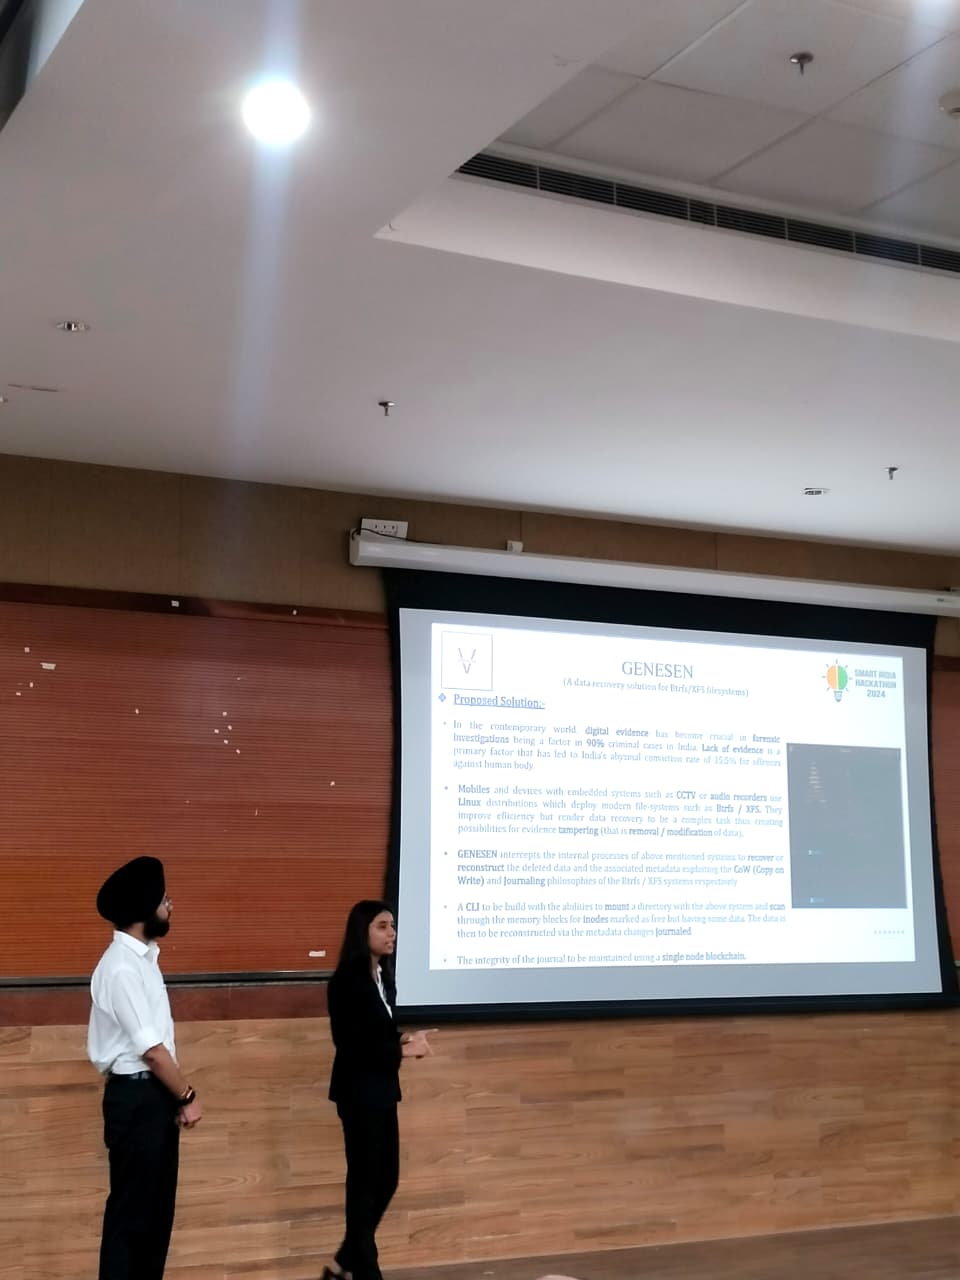 GENESEN
(A data recovery solution for Btrfs/XFS filesystems)
SMART INDIA
HACKATHON
2024
❖ Proposed Solution:-
• In the contemporary world, digital evidence has become crucial in forensic
investigations being a factor in 90% criminal cases in India. Lack of evidence is a
primary factor that has led to India's abysmal conviction rate of 35.5% for offences
against human body.
• Mobiles and devices with embedded systems such as CCTV or audio recorders use
Linux distributions which deploy modern file-systems such as Btrfs / XFS. They
improve efficiency but render data recovery to be a complex task thus creating
possibilities for evidence tampering (that is removal / modification of data).
• GENESEN intercepts the internal processes of above mentioned systems to recover or
reconstruct the deleted data and the associated metadata exploiting the CoW (Copy on
Write) and Journaling philosophies of the Btrfs / XFS systems respectively
• A CLI to be build with the abilities to mount a directory with the above system and scan
through the memory blocks for inodes marked as free but having some data. The data is
then to be reconstructed via the metadata changes journaled.
• The integrity of the journal to be maintained using a single node blockchain.